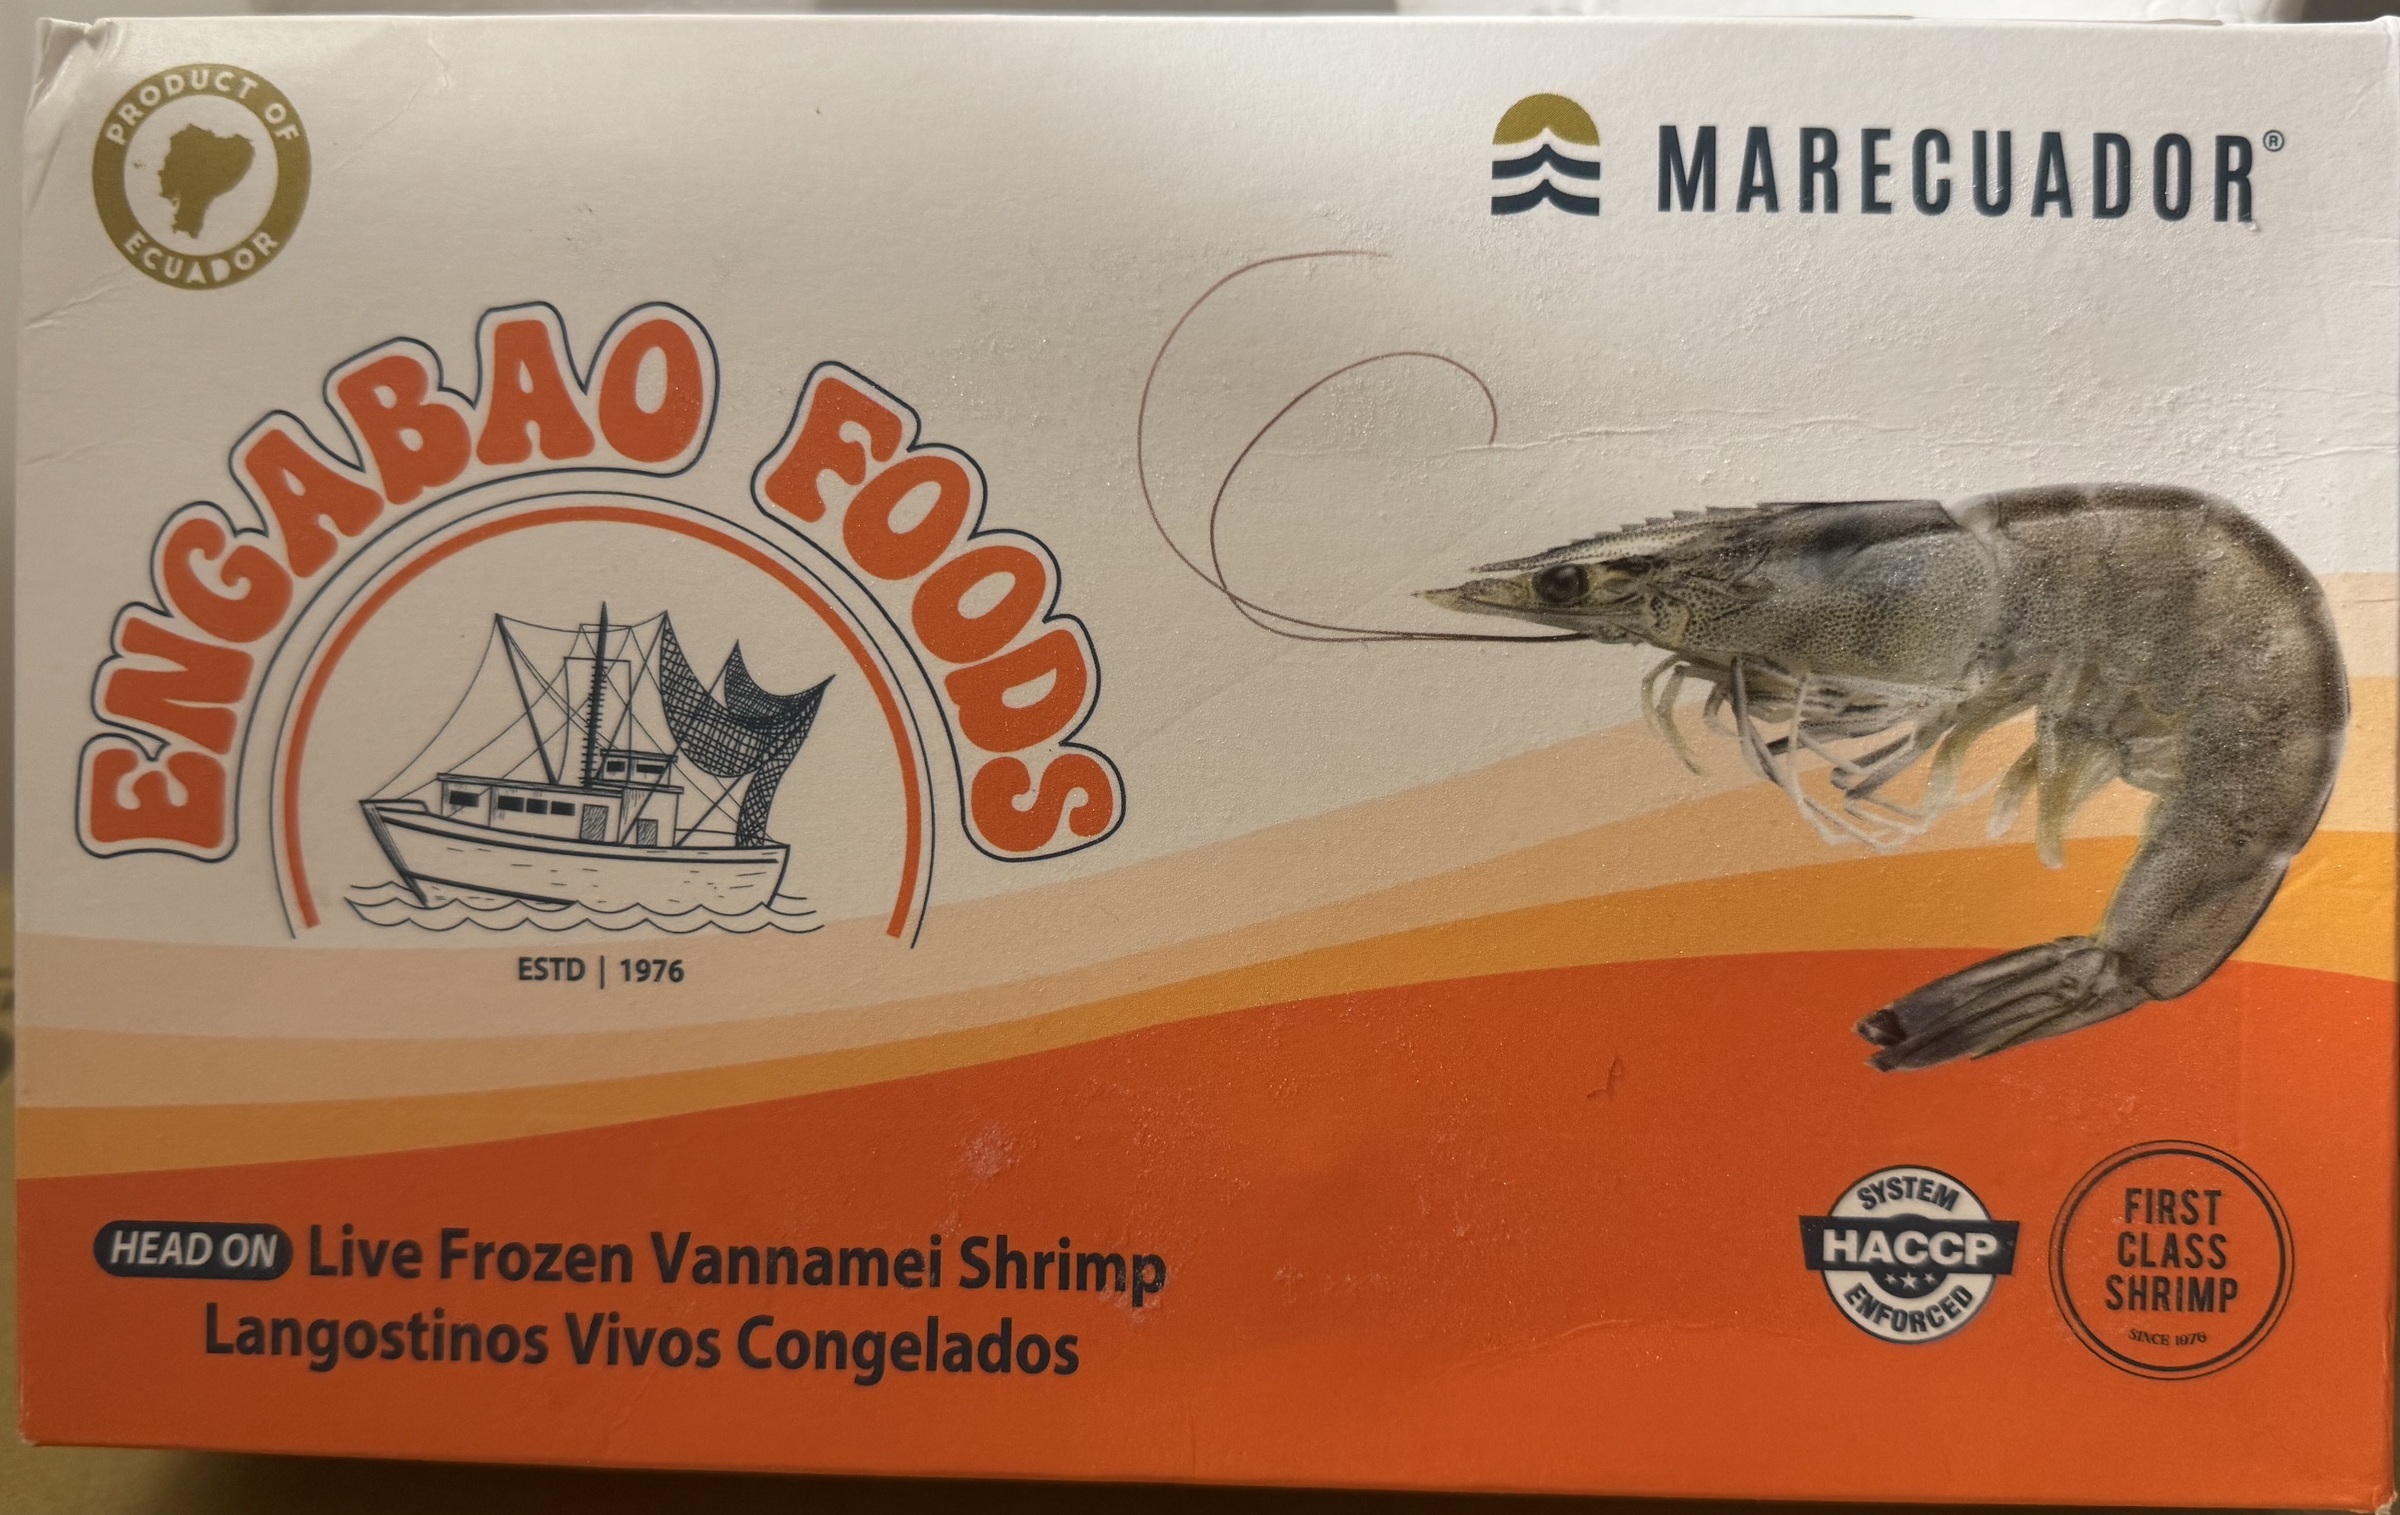 PRODUCT OF
ECUADOR
MARECUADOR®
ENGABAO FOODS
ESTD | 1976
HEAD ON Live Frozen Vannamei Shrimp
Langostinos Vivos Congelados
SYSTEM
HACCP
ENFORCED
FIRST
CLASS
SHRIMP
SINCE 1976